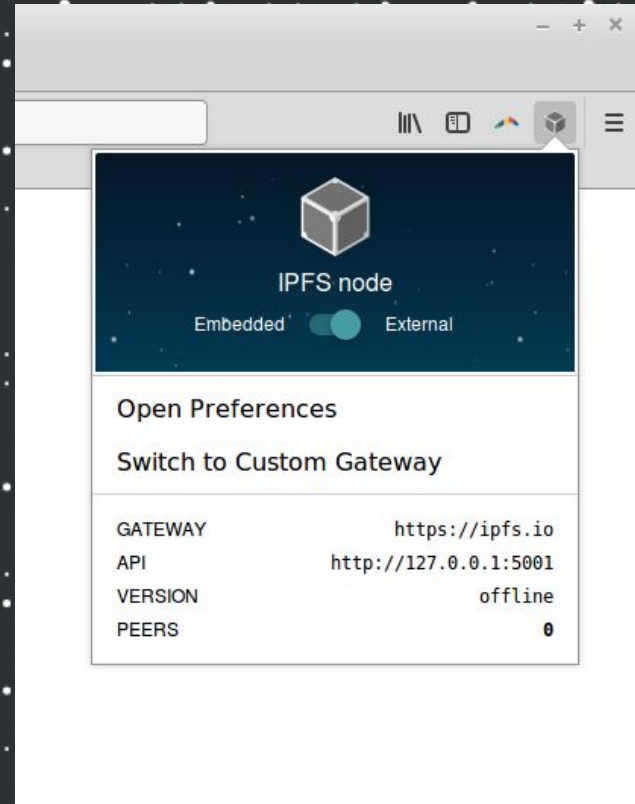 IPFS node
Embedded External
Open Preferences
Switch to Custom Gateway
GATEWAY https://ipfs.io
API http://127.0.0.1:5001
VERSION offline
PEERS 0